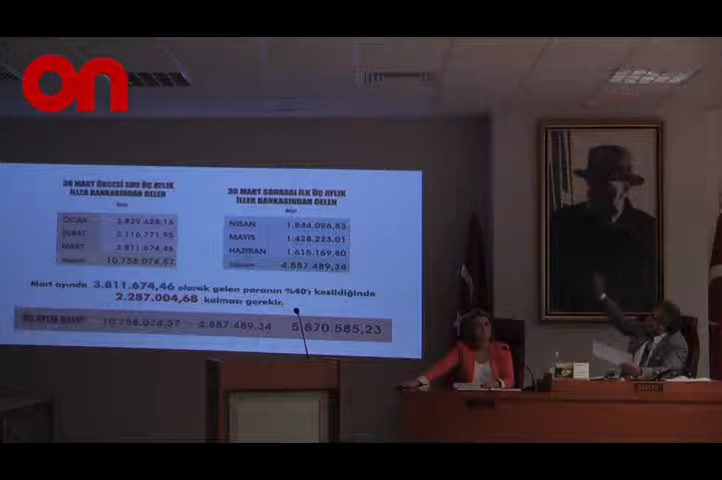 on
30 MART ÖNCESİ SON ÜÇ AYLIK
İLLER BANKASINDAN GELEN
OCAK 3.829.628,16
ŞUBAT 3.116.771,95
MART 3.811.674,46
10.758.074,57
30 MART SONRASI İLK ÜÇ AYLIK
İLLER BANKASINDAN GELEN
NİSAN 1.844.096,53
MAYIS 1.428.223,01
HAZİRAN 1.615.169,80
4.887.489,34
Mart ayında 3.811.674,46 olarak gelen paranın %40'ı kesildiğinde
2.287.004,68 kalması gerekir.
10.758.074,57 - 4.887.489,34 5.870.585,23